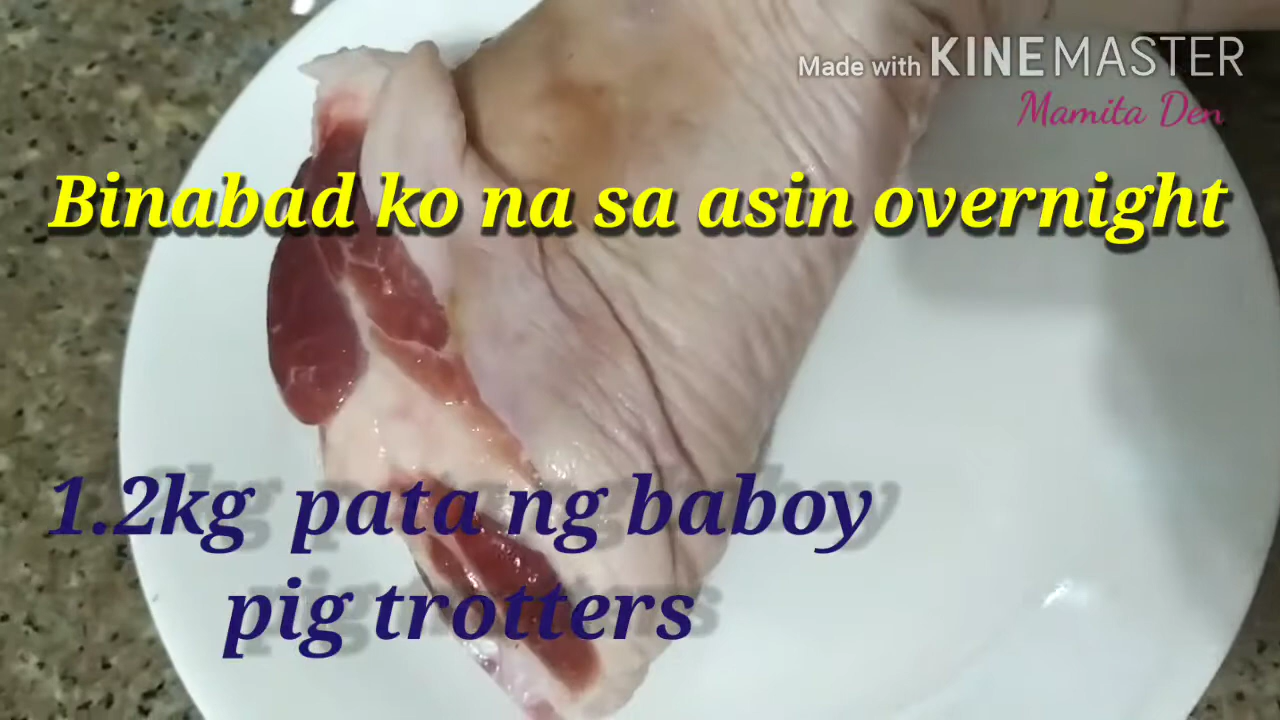 Made with KINEMASTER
Mamita Den
Binabad ko na sa asin overnight
1.2kg pata ng baboy
pig trotters